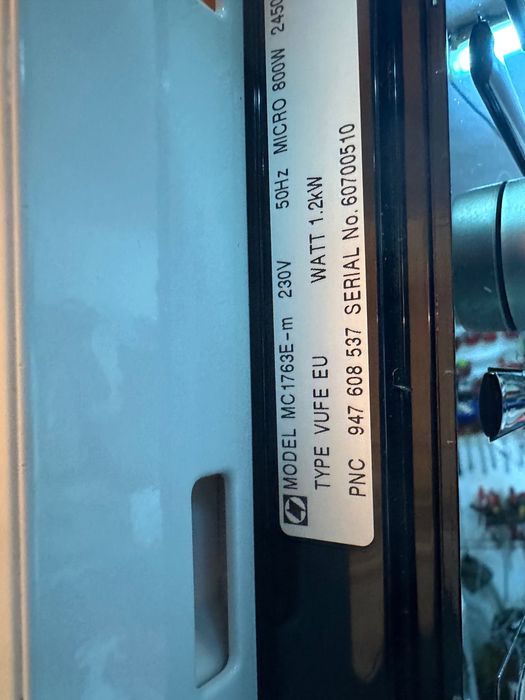 MODEL MC1763E-m 230V 50Hz MICRO 800W 2450
TYPE VUFE EU WATT 1.2KW
PNC 947 608 537 SERIAL No. 60700510